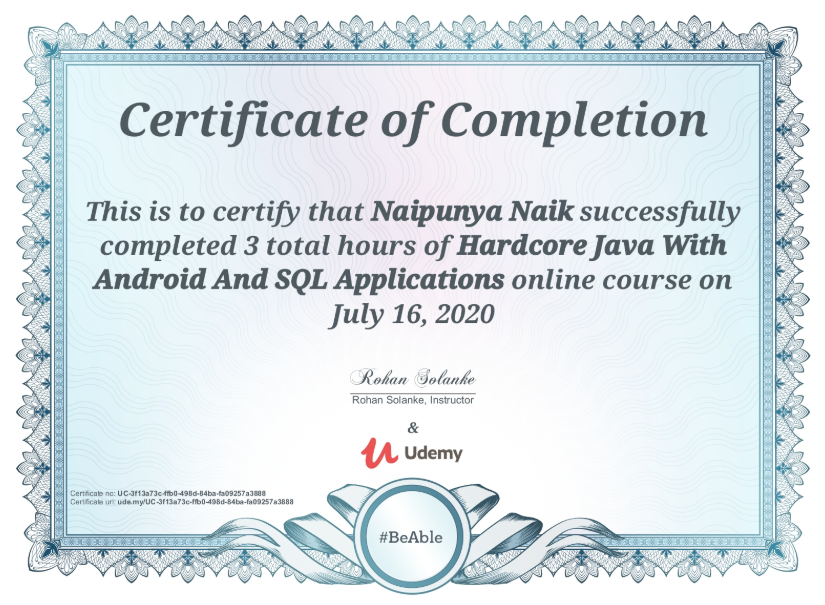 Certificate of Completion
This is to certify that Naipunya Naik successfully
completed 3 total hours of Hardcore Java With
Android And SQL Applications online course on
July 16, 2020
Rohan Solanke
Rohan Solanke, Instructor
&
Udemy
Certificate no: UC-3f13a73c-ffb0-498d-84ba-fa09257a3888
Certificate url: ude.my/UC-3f13a73c-ffb0-498d-84ba-fa09257a3888
#BeAble